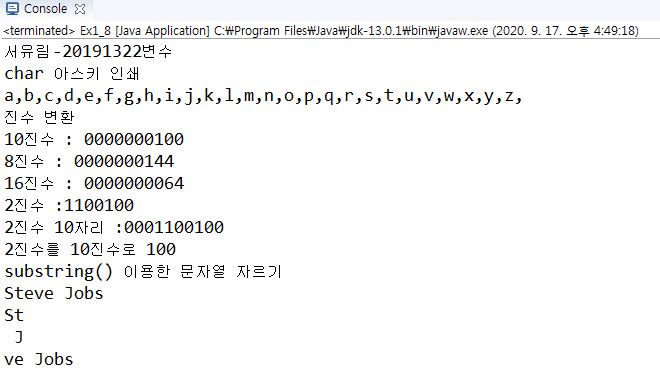 Console
<terminated> Ex1_8 [Java Application] C:₩Program Files₩Java₩jdk-13.0.1₩bin₩javaw.exe (2020. 9. 17. 오후 4:49:18)
서유림-20191322변수
char 아스키 인쇄
a,b,c,d,e,f,g,h,i,j,k,l,m,n,o,p,q,r,s,t,u,v,w,x,y,z,
진수 변환
10진수 : 0000000100
8진수 : 0000000144
16진수 : 0000000064
2진수 :1100100
2진수 10자리 :0001100100
2진수를 10진수로 100
substring() 이용한 문자열 자르기
Steve Jobs
St
 J
ve Jobs